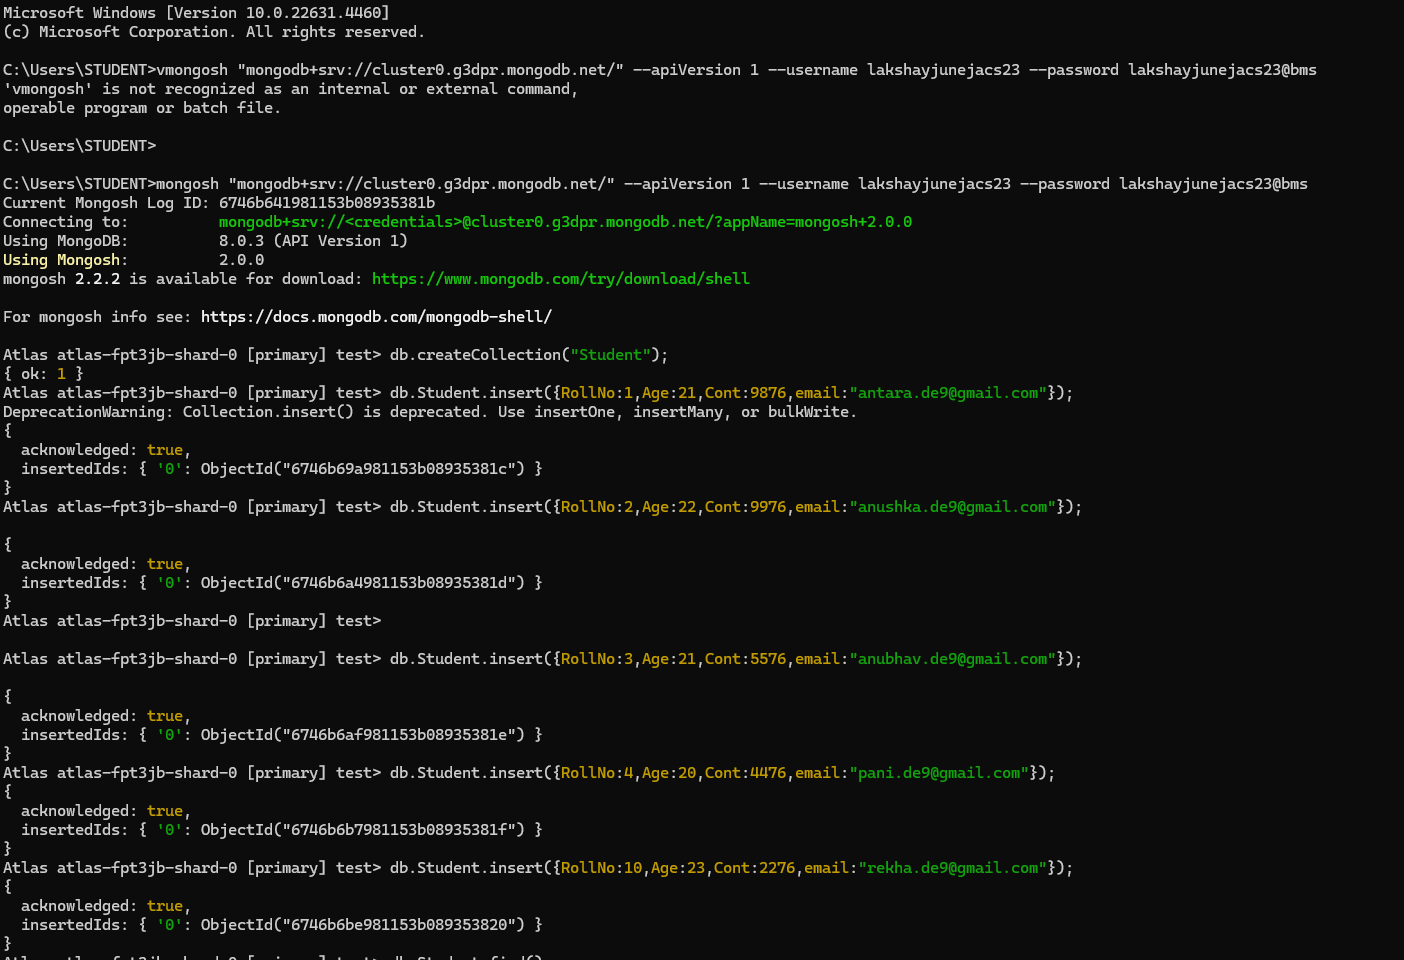 Microsoft Windows [Version 10.0.22631.4460]
(c) Microsoft Corporation. All rights reserved.
C:\Users\STUDENT>vmongosh "mongodb+srv://cluster0.g3dpr.mongodb.net/" --apiVersion 1 --username lakshayjunejacs23 --password lakshayjunejacs23@bms
'vmongosh' is not recognized as an internal or external command,
operable program or batch file.
C:\Users\STUDENT>
C:\Users\STUDENT>mongosh "mongodb+srv://cluster0.g3dpr.mongodb.net/" --apiVersion 1 --username lakshayjunejacs23 --password lakshayjunejacs23@bms
Current Mongosh Log ID: 6746b641981153b08935381b
Connecting to:          mongodb+srv://<credentials>@cluster0.g3dpr.mongodb.net/?appName=mongosh+2.0.0
Using MongoDB:          8.0.3 (API Version 1)
Using Mongosh:          2.0.0
mongosh 2.2.2 is available for download: https://www.mongodb.com/try/download/shell
For mongosh info see: https://docs.mongodb.com/mongodb-shell/
Atlas atlas-fpt3jb-shard-0 [primary] test> db.createCollection("Student");
{ ok: 1 }
Atlas atlas-fpt3jb-shard-0 [primary] test> db.Student.insert({RollNo:1,Age:21,Cont:9876,email:"antara.de9@gmail.com"});
DeprecationWarning: Collection.insert() is deprecated. Use insertOne, insertMany, or bulkWrite.
{
  acknowledged: true,
  insertedIds: { '0': ObjectId("6746b69a981153b08935381c") }
}
Atlas atlas-fpt3jb-shard-0 [primary] test> db.Student.insert({RollNo:2,Age:22,Cont:9976,email:"anushka.de9@gmail.com"});
{
  acknowledged: true,
  insertedIds: { '0': ObjectId("6746b6a4981153b08935381d") }
}
Atlas atlas-fpt3jb-shard-0 [primary] test>
Atlas atlas-fpt3jb-shard-0 [primary] test> db.Student.insert({RollNo:3,Age:21,Cont:5576,email:"anubhav.de9@gmail.com"});
{
  acknowledged: true,
  insertedIds: { '0': ObjectId("6746b6af981153b08935381e") }
}
Atlas atlas-fpt3jb-shard-0 [primary] test> db.Student.insert({RollNo:4,Age:20,Cont:4476,email:"pani.de9@gmail.com"});
{
  acknowledged: true,
  insertedIds: { '0': ObjectId("6746b6b7981153b08935381f") }
}
Atlas atlas-fpt3jb-shard-0 [primary] test> db.Student.insert({RollNo:10,Age:23,Cont:2276,email:"rekha.de9@gmail.com"});
{
  acknowledged: true,
  insertedIds: { '0': ObjectId("6746b6be981153b089353820") }
}
Atlas atlas-fpt3jb-shard-0 [primary] test> db.Student.find()